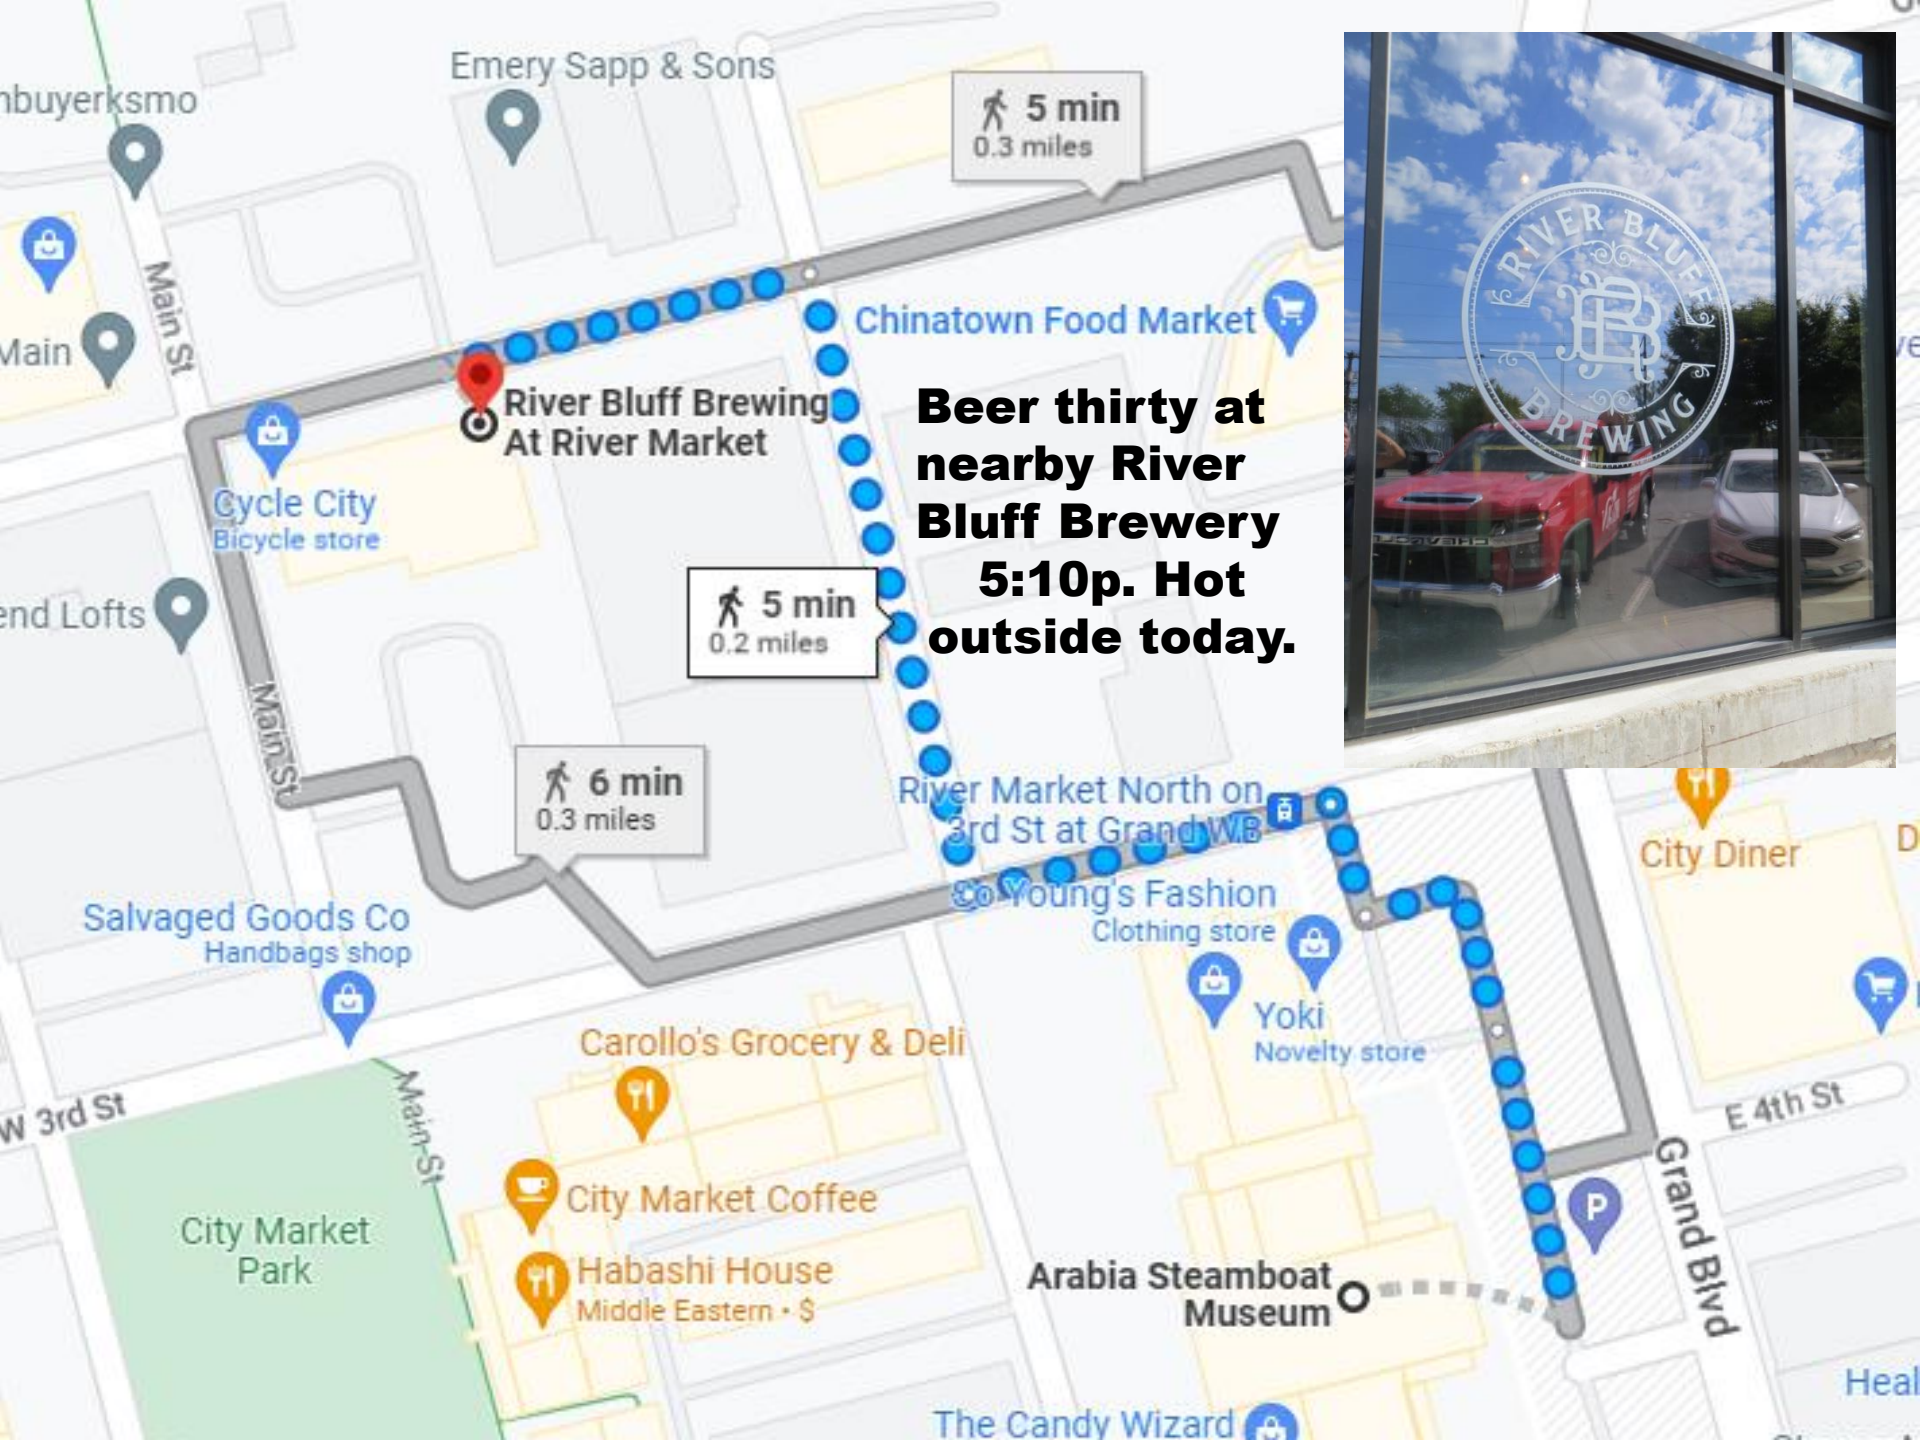 Emery Sapp & Sons
nbuyerksmo
5 min
0.3 miles
RIVER BLUFF
BREWING
Main St
Chinatown Food Market
Main
River Bluff Brewing
At River Market
Beer thirty at
nearby River
Bluff Brewery
5:10p. Hot
outside today.
Cycle City
Bicycle store
5 min
0.2 miles
end Lofts
Main St
6 min
0.3 miles
River Market North on
3rd St at Grand WB
City Diner
So Young's Fashion
Clothing store
Salvaged Goods Co
Handbags shop
Yoki
Novelty store
Carollo's Grocery & Deli
W 3rd St
Main St
E 4th St
Grand Blvd
P
City Market Coffee
City Market
Park
Habashi House
Middle Eastern • $
Arabia Steamboat
Museum
Heal
The Candy Wizard